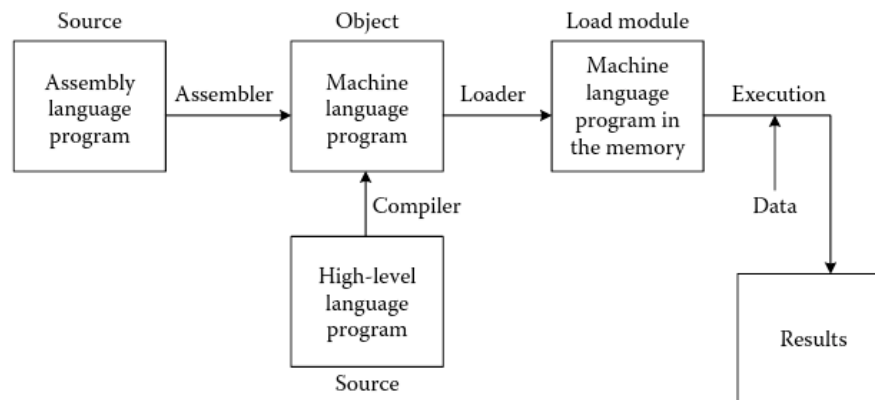 Source
Object
Load module
Assembly
language
program
Assembler
Machine
language
program
Loader
Machine
language
program in
the memory
Execution
Compiler
Data
High-level
language
program
Source
Results